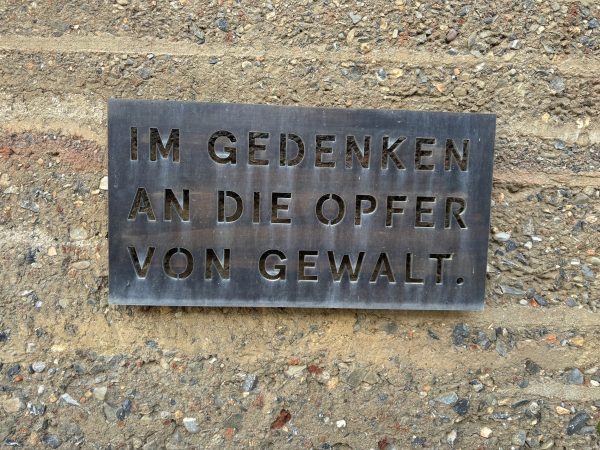 IM GEDENKEN
AN DIE OPFER
VON GEWALT.